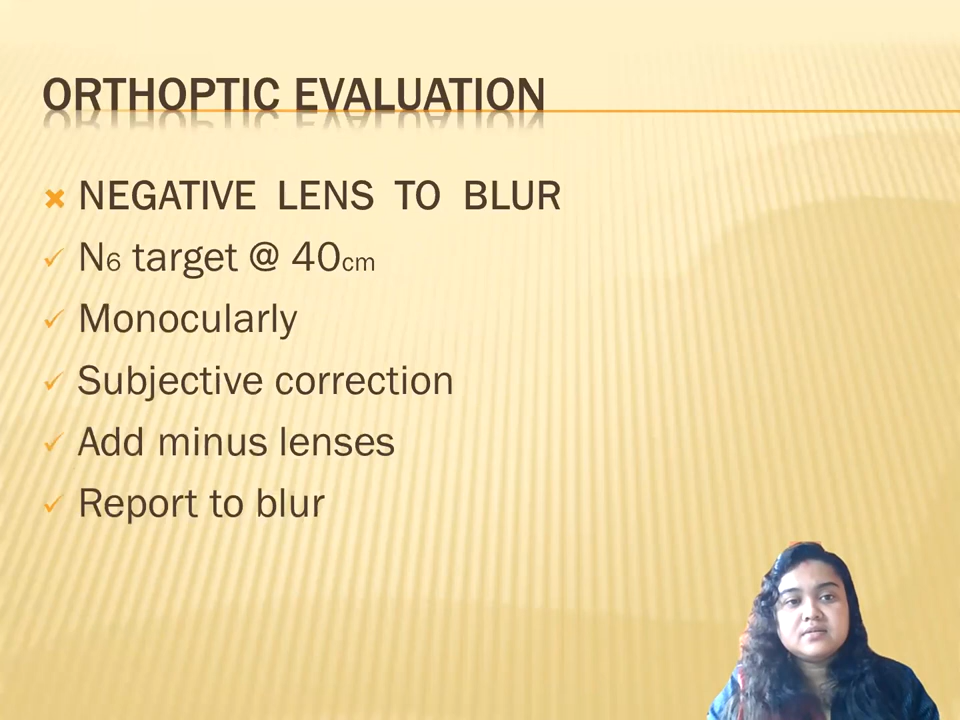 ORTHOPTIC EVALUATION
NEGATIVE LENS TO BLUR
N6 target @ 40cm
Monocularly
Subjective correction
Add minus lenses
Report to blur